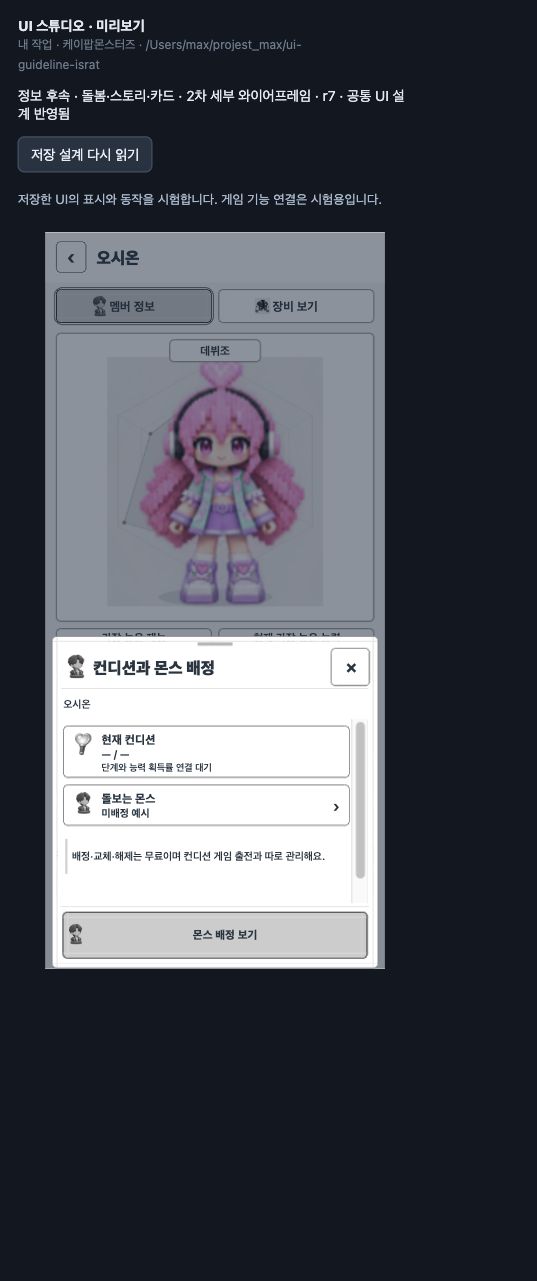 UI 스튜디오 · 미리보기
내 작업 · 케이팝몬스터즈 · /Users/max/projest_max/ui-
guideline-israt
정보 후속 · 돌봄·스토리·카드 · 2차 세부 와이어프레임 · r7 · 공통 UI 설
계 반영됨
저장 설계 다시 읽기
저장한 UI의 표시와 동작을 시험합니다. 게임 기능 연결은 시험용입니다.
‹ 오시온
멤버 정보 장비 보기
데뷔조
컨디션과 몬스 배정 ×
오시온
현재 컨디션
— / —
단계와 능력 획득률 연결 대기
돌보는 몬스
미배정 예시 ›
배정·교체·해제는 무료이며 컨디션 게임 출전과 따로 관리해요.
몬스 배정 보기